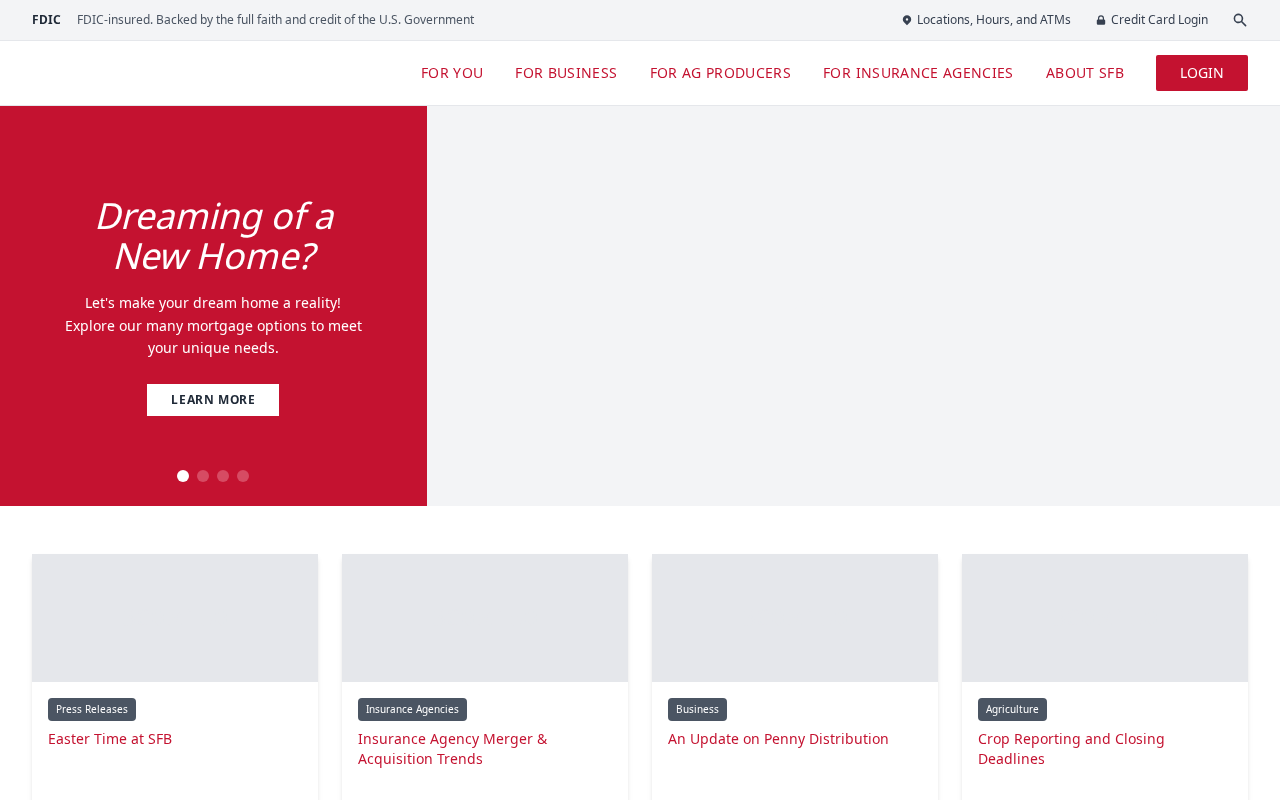 FDIC FDIC-insured. Backed by the full faith and credit of the U.S. Government Locations, Hours, and ATMs Credit Card Login
FOR YOU FOR BUSINESS FOR AG PRODUCERS FOR INSURANCE AGENCIES ABOUT SFB LOGIN
Dreaming of a
New Home?
Let's make your dream home a reality!
Explore our many mortgage options to meet
your unique needs.
LEARN MORE
Press Releases
Easter Time at SFB
Insurance Agencies
Insurance Agency Merger &
Acquisition Trends
Business
An Update on Penny Distribution
Agriculture
Crop Reporting and Closing
Deadlines